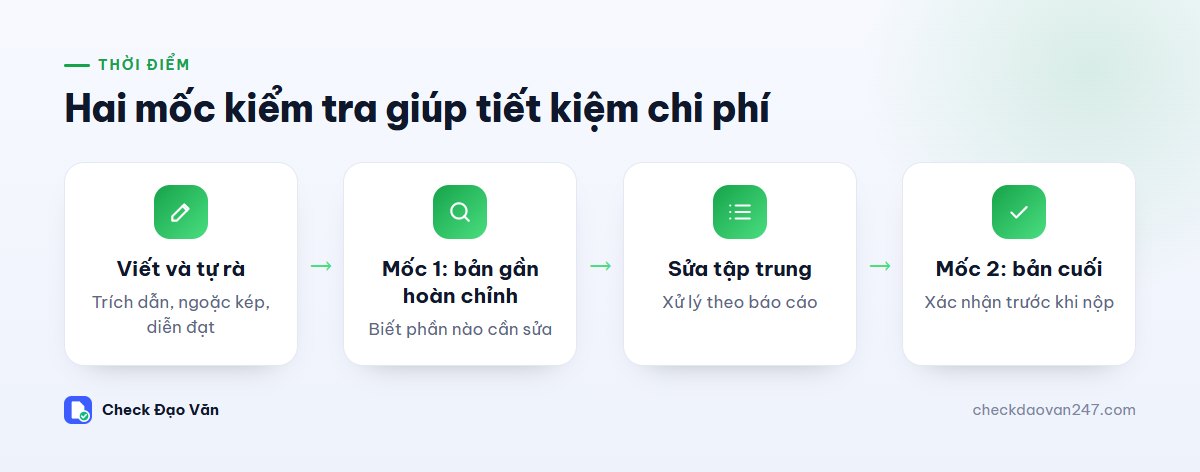 THỜI ĐIỂM
Hai mốc kiểm tra giúp tiết kiệm chi phí
Viết và tự rà
Trích dẫn, ngoặc kép,
diễn đạt
Mốc 1: bản gần
hoàn chỉnh
Biết phần nào cần sửa
Sửa tập trung
Xử lý theo báo cáo
Mốc 2: bản cuối
Xác nhận trước khi nộp
Check Đạo Văn
checkdaovan247.com